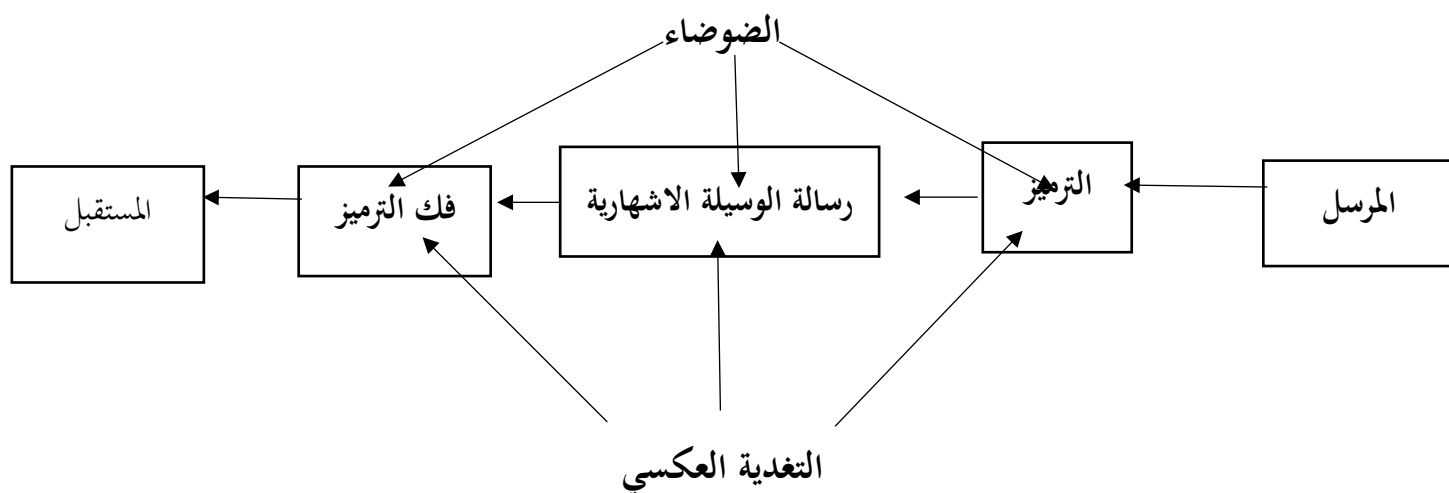 الضوضاء
المرسل
الترميز
رسالة الوسيلة الاشهارية
فك الترميز
المستقبل
التغدية العكسي